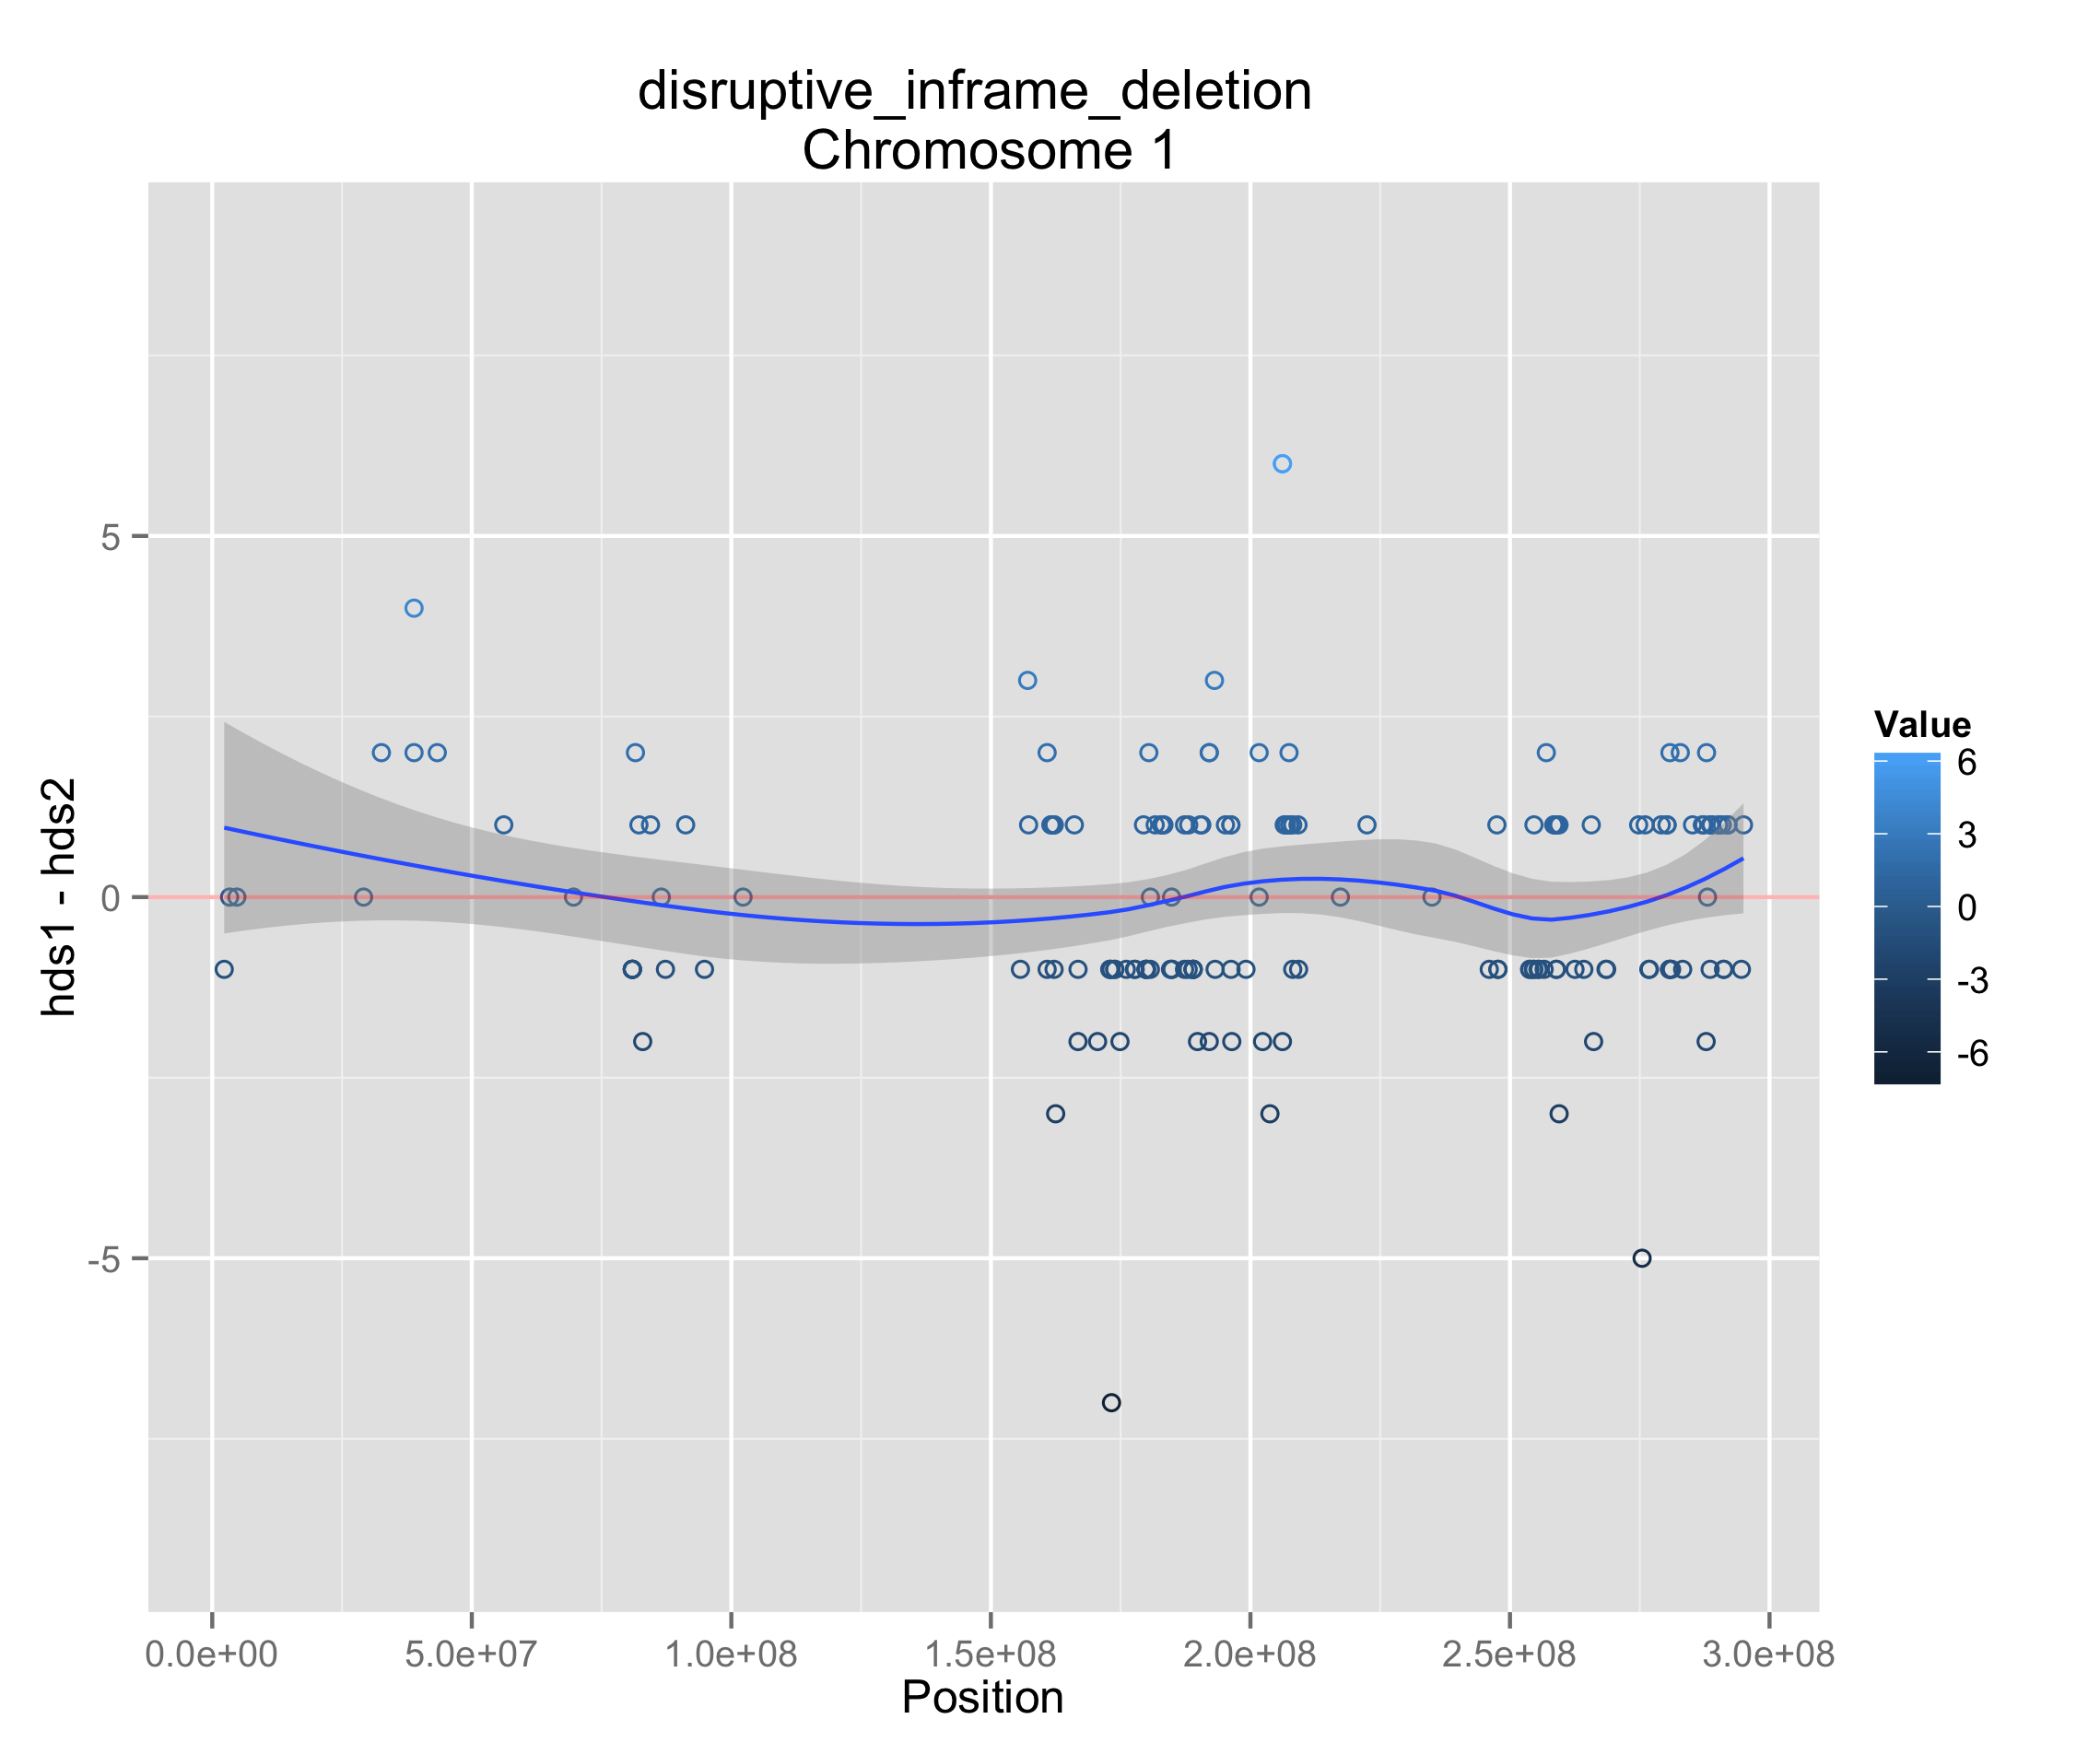 disruptive_inframe_deletion
Chromosome 1
hds1 - hds2
5
0
-5
0.0e+00 5.0e+07 1.0e+08 1.5e+08 2.0e+08 2.5e+08 3.0e+08
Position
Value
6
3
0
-3
-6